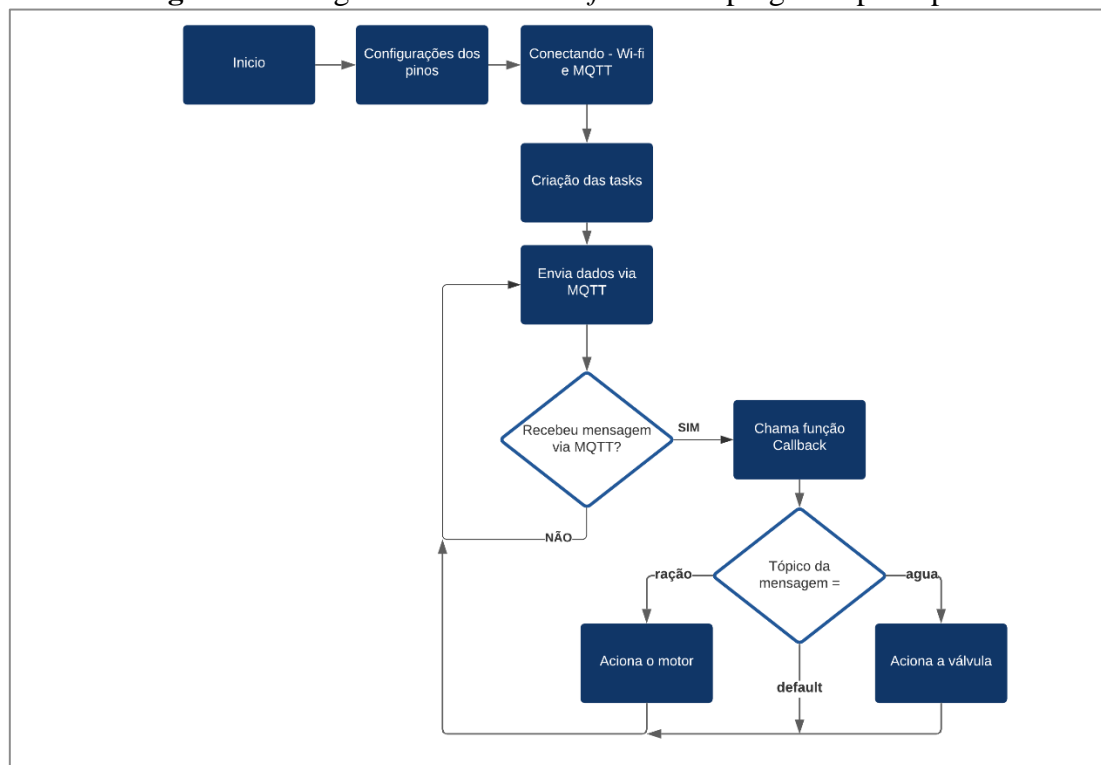 Inicio
Configurações dos
pinos
Conectando - Wi-fi
e MQTT
Criação das tasks
Envia dados via
MQTT
Recebeu mensagem
via MQTT?
SIM
Chama função
Callback
NÃO
Tópico da
mensagem =
ração
agua
Aciona o motor
Aciona a válvula
default